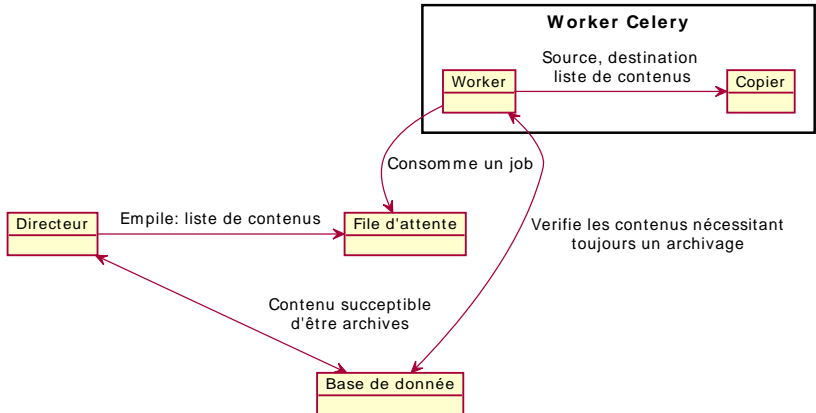 Worker Celery
Source, destination
liste de contenus
Worker
Copier
Consomme un job
Directeur
Empile: liste de contenus
File d'attente
Verifie les contenus nécessitant
toujours un archivage
Contenu succeptible
d'être archives
Base de donnée